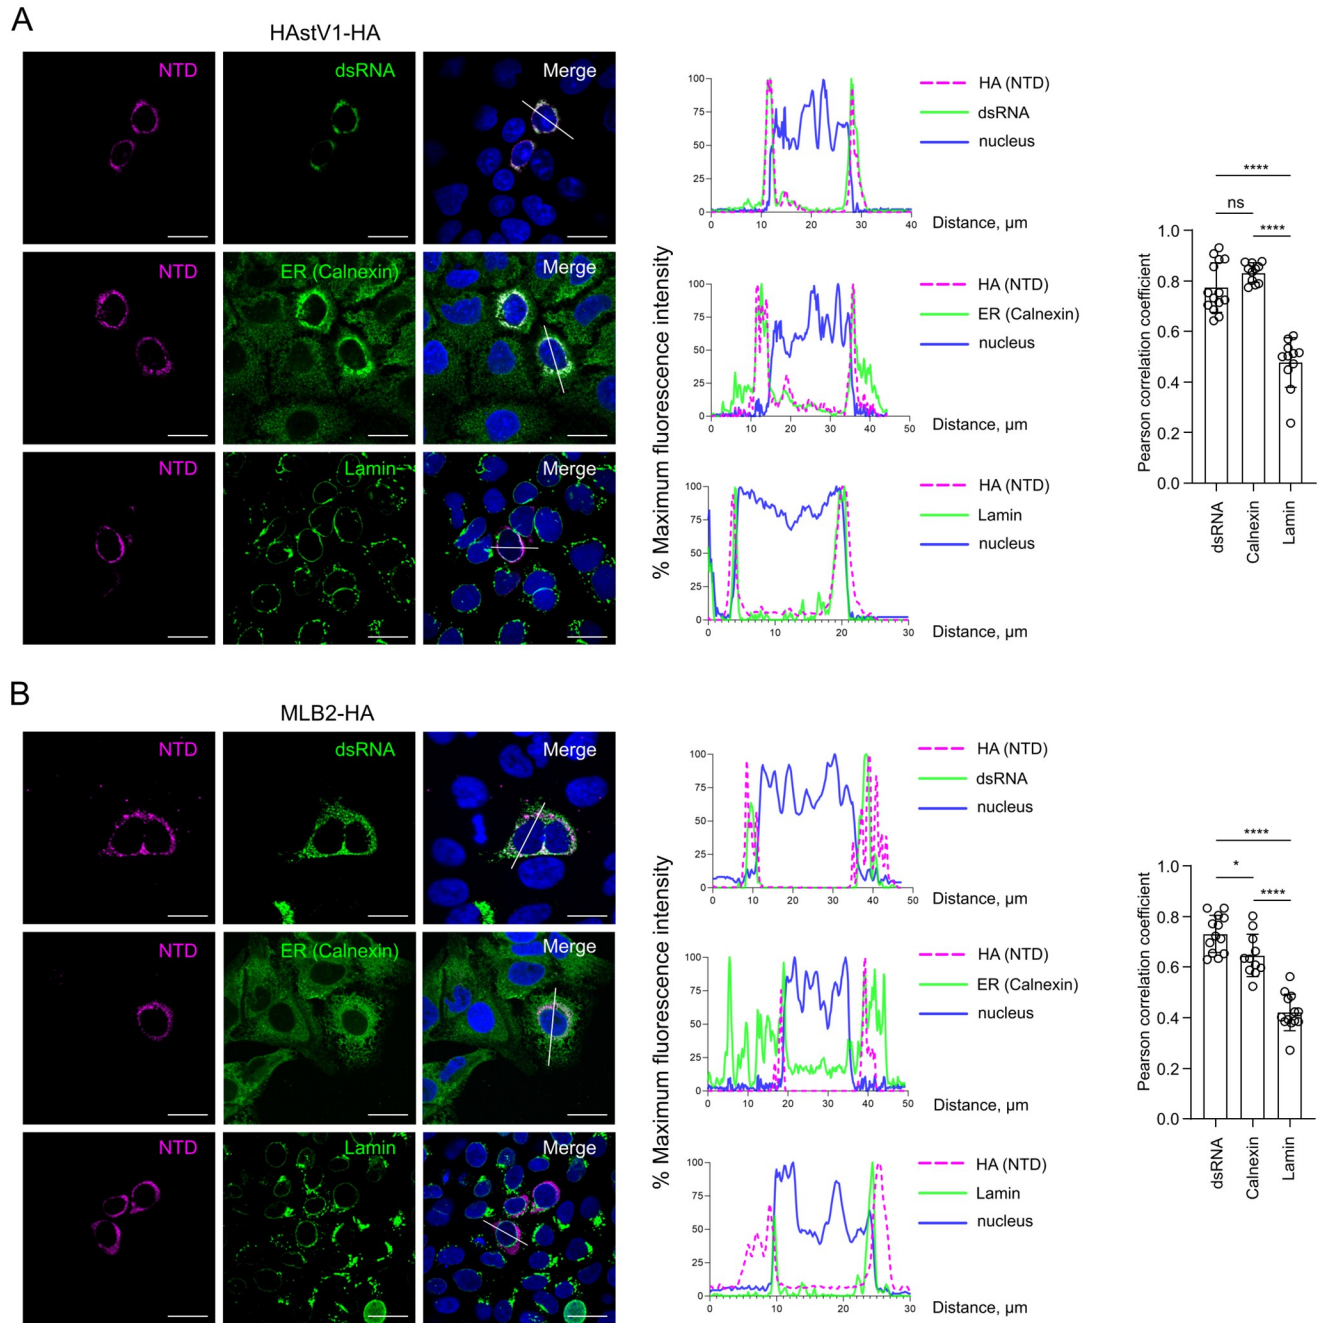 A
HAstV1-HA
NTD
dsRNA
Merge
NTD
ER (Calnexin)
Merge
NTD
Lamin
Merge
% Maximum fluorescence intensity
100
75
50
25
0
0 10 20 30 40
Distance, µm
HA (NTD)
dsRNA
nucleus
100
75
50
25
0
0 10 20 30 40 50
Distance, µm
HA (NTD)
ER (Calnexin)
nucleus
100
75
50
25
0
0 10 20 30
Distance, µm
HA (NTD)
Lamin
nucleus
****
ns
****
Pearson correlation coefficient
1.0
0.8
0.6
0.4
0.2
0.0
dsRNA
Calnexin
Lamin
B
MLB2-HA
NTD
dsRNA
Merge
NTD
ER (Calnexin)
Merge
NTD
Lamin
Merge
% Maximum fluorescence intensity
100
75
50
25
0
0 10 20 30 40 50
Distance, µm
HA (NTD)
dsRNA
nucleus
100
75
50
25
0
0 10 20 30 40 50
Distance, µm
HA (NTD)
ER (Calnexin)
nucleus
100
75
50
25
0
0 10 20 30
Distance, µm
HA (NTD)
Lamin
nucleus
****
*
****
Pearson correlation coefficient
1.0
0.8
0.6
0.4
0.2
0.0
dsRNA
Calnexin
Lamin